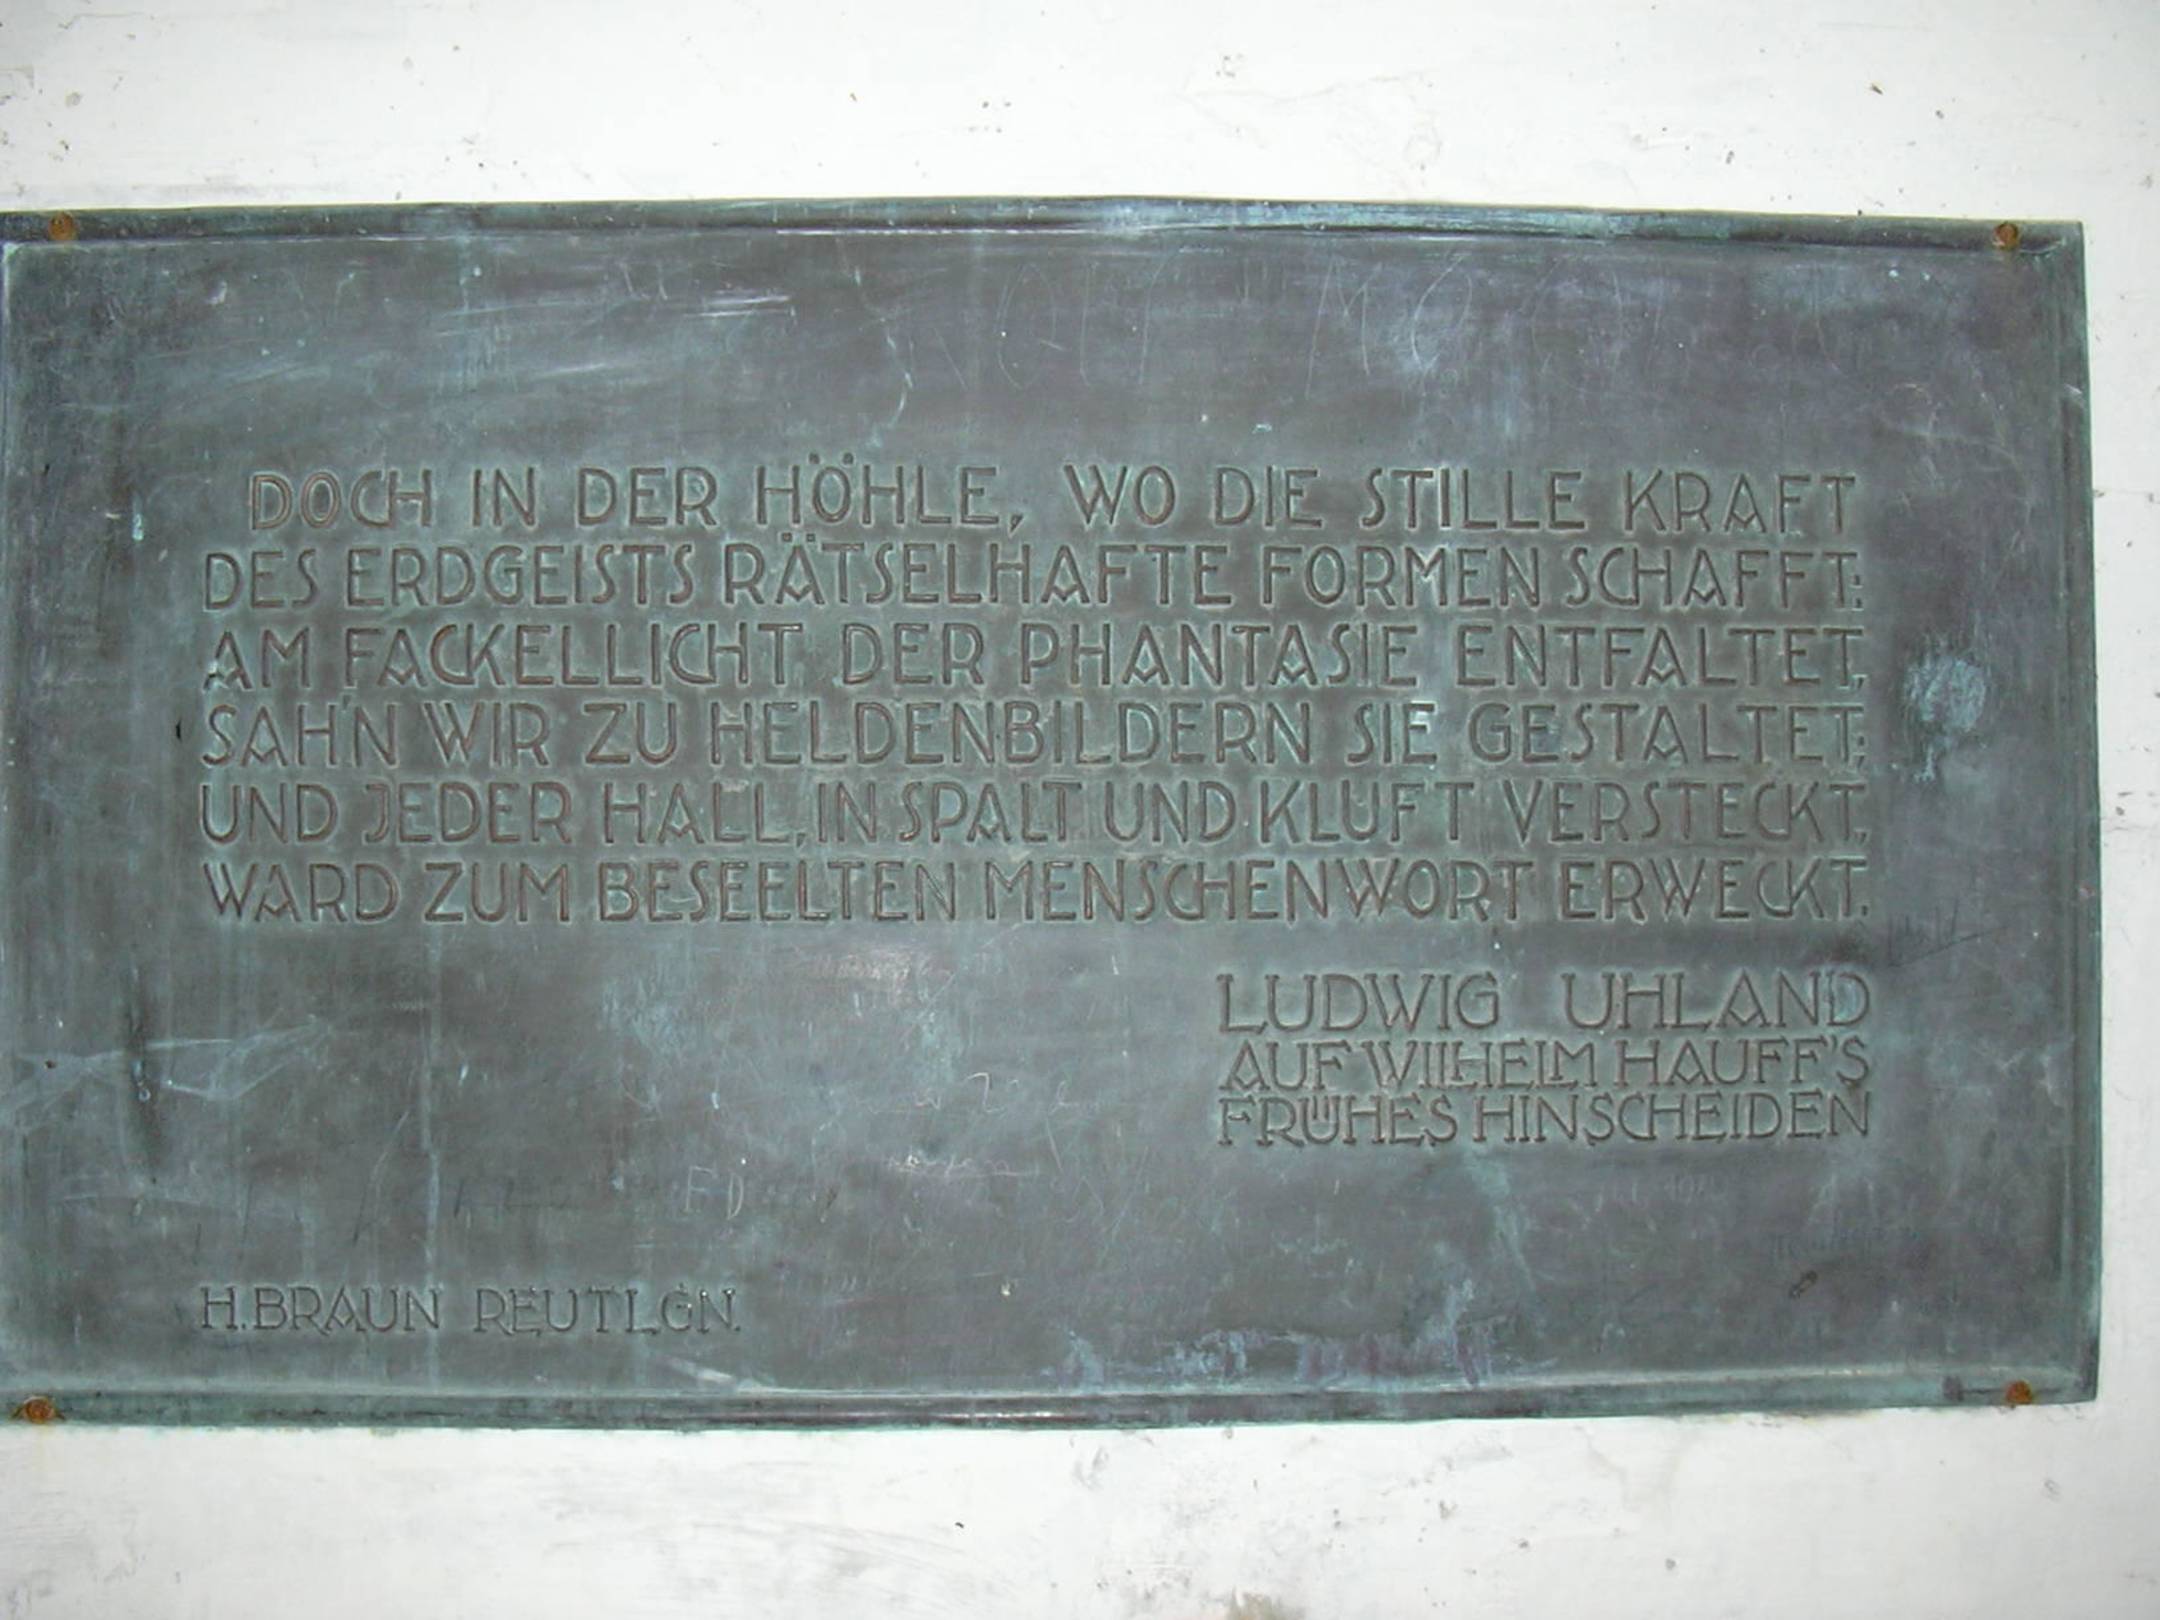 DOCH IN DER HÖHLE, WO DIE STILLE KRAFT
DES ERDGEISTS RÄTSELHAFTE FORMEN SCHAFFT:
AM FACKELLICHT DER PHANTASIE ENTFALTET,
SAH'N WIR ZU HELDENBILDERN SIE GESTALTET;
UND JEDER HALL, IN SPALT UND KLUFT VERSTECKT,
WARD ZUM BESEELTEN MENSCHENWORT ERWECKT.
LUDWIG UHLAND
AUF WILHELM HAUFF'S
FRÜHES HINSCHEIDEN
H. BRAUN REUTLGN.